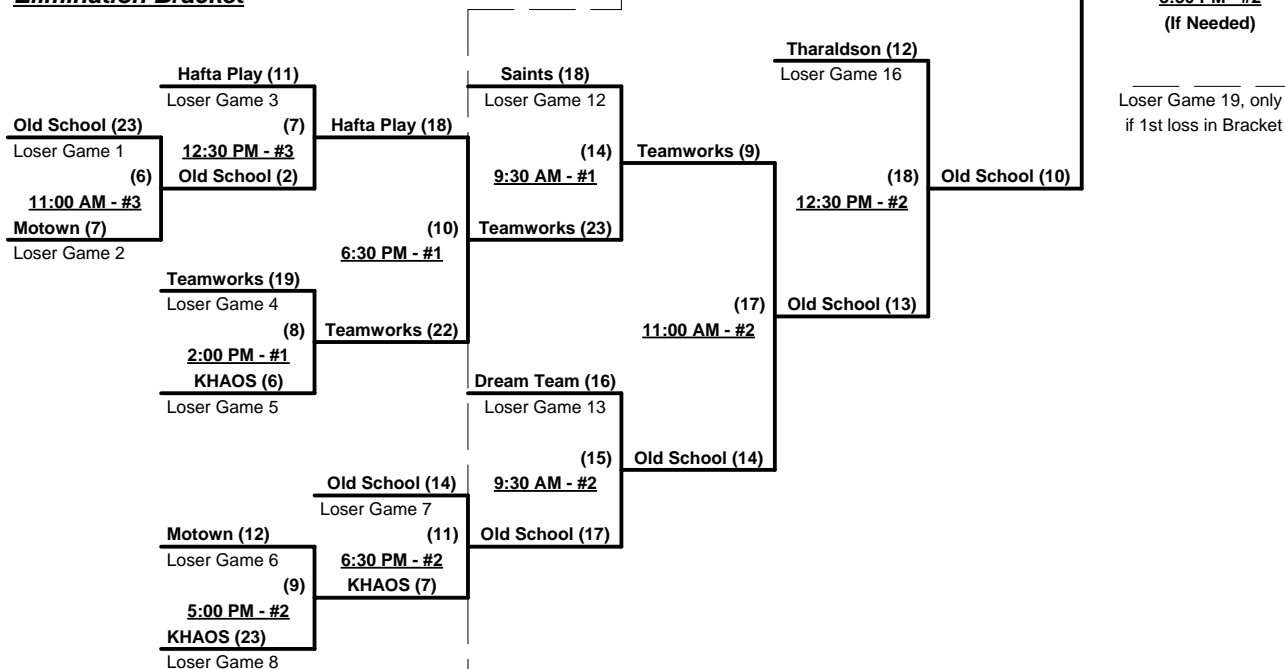 Elimination Bracket
(If Needed)
Tharaldson (12)
Hafta Play (11)
Saints (18)
Loser Game 16
Loser Game 3
Loser Game 12
Loser Game 19, only
Old School (23)
(7)
Hafta Play (18)
if 1st loss in Bracket
Loser Game 1
12:30 PM - #3
(14)
Teamworks (9)
(6)
Old School (2)
9:30 AM - #1
(18)
Old School (10)
11:00 AM - #3
12:30 PM - #2
Motown (7)
(10)
Teamworks (23)
Loser Game 2
6:30 PM - #1
Teamworks (19)
Loser Game 4
(17)
Old School (13)
(8)
Teamworks (22)
11:00 AM - #2
2:00 PM - #1
KHAOS (6)
Dream Team (16)
Loser Game 5
Loser Game 13
(15)
Old School (14)
Old School (14)
9:30 AM - #2
Loser Game 7
Motown (12)
(11)
Old School (17)
Loser Game 6
6:30 PM - #2
(9)
KHAOS (7)
5:00 PM - #2
KHAOS (23)
Loser Game 8